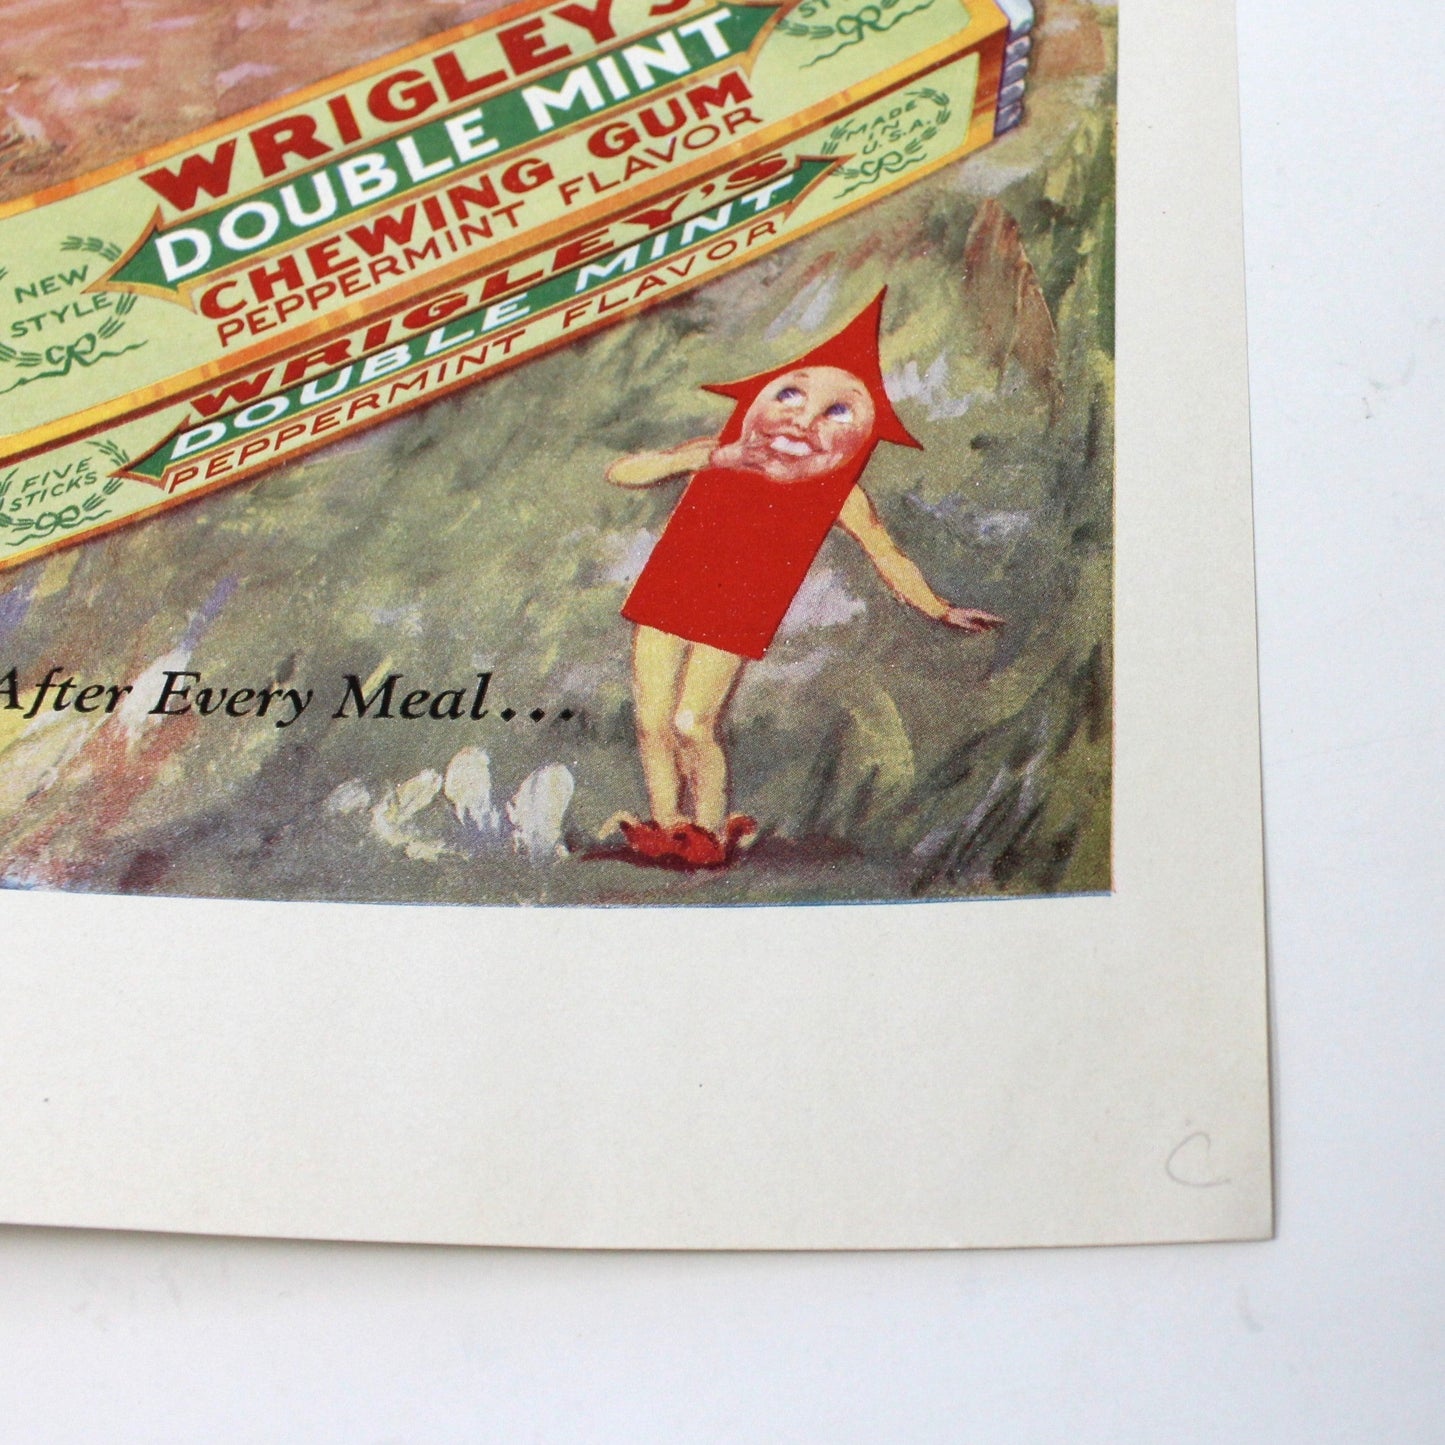 WRIGLEY'S
DOUBLE MINT
CHEWING GUM
PEPPERMINT FLAVOR
NEW
STYLE
WRIGLEY'S
DOUBLE MINT
PEPPERMINT FLAVOR
MADE
IN
U.S.A.
FIVE
STICKS
After Every Meal...
C